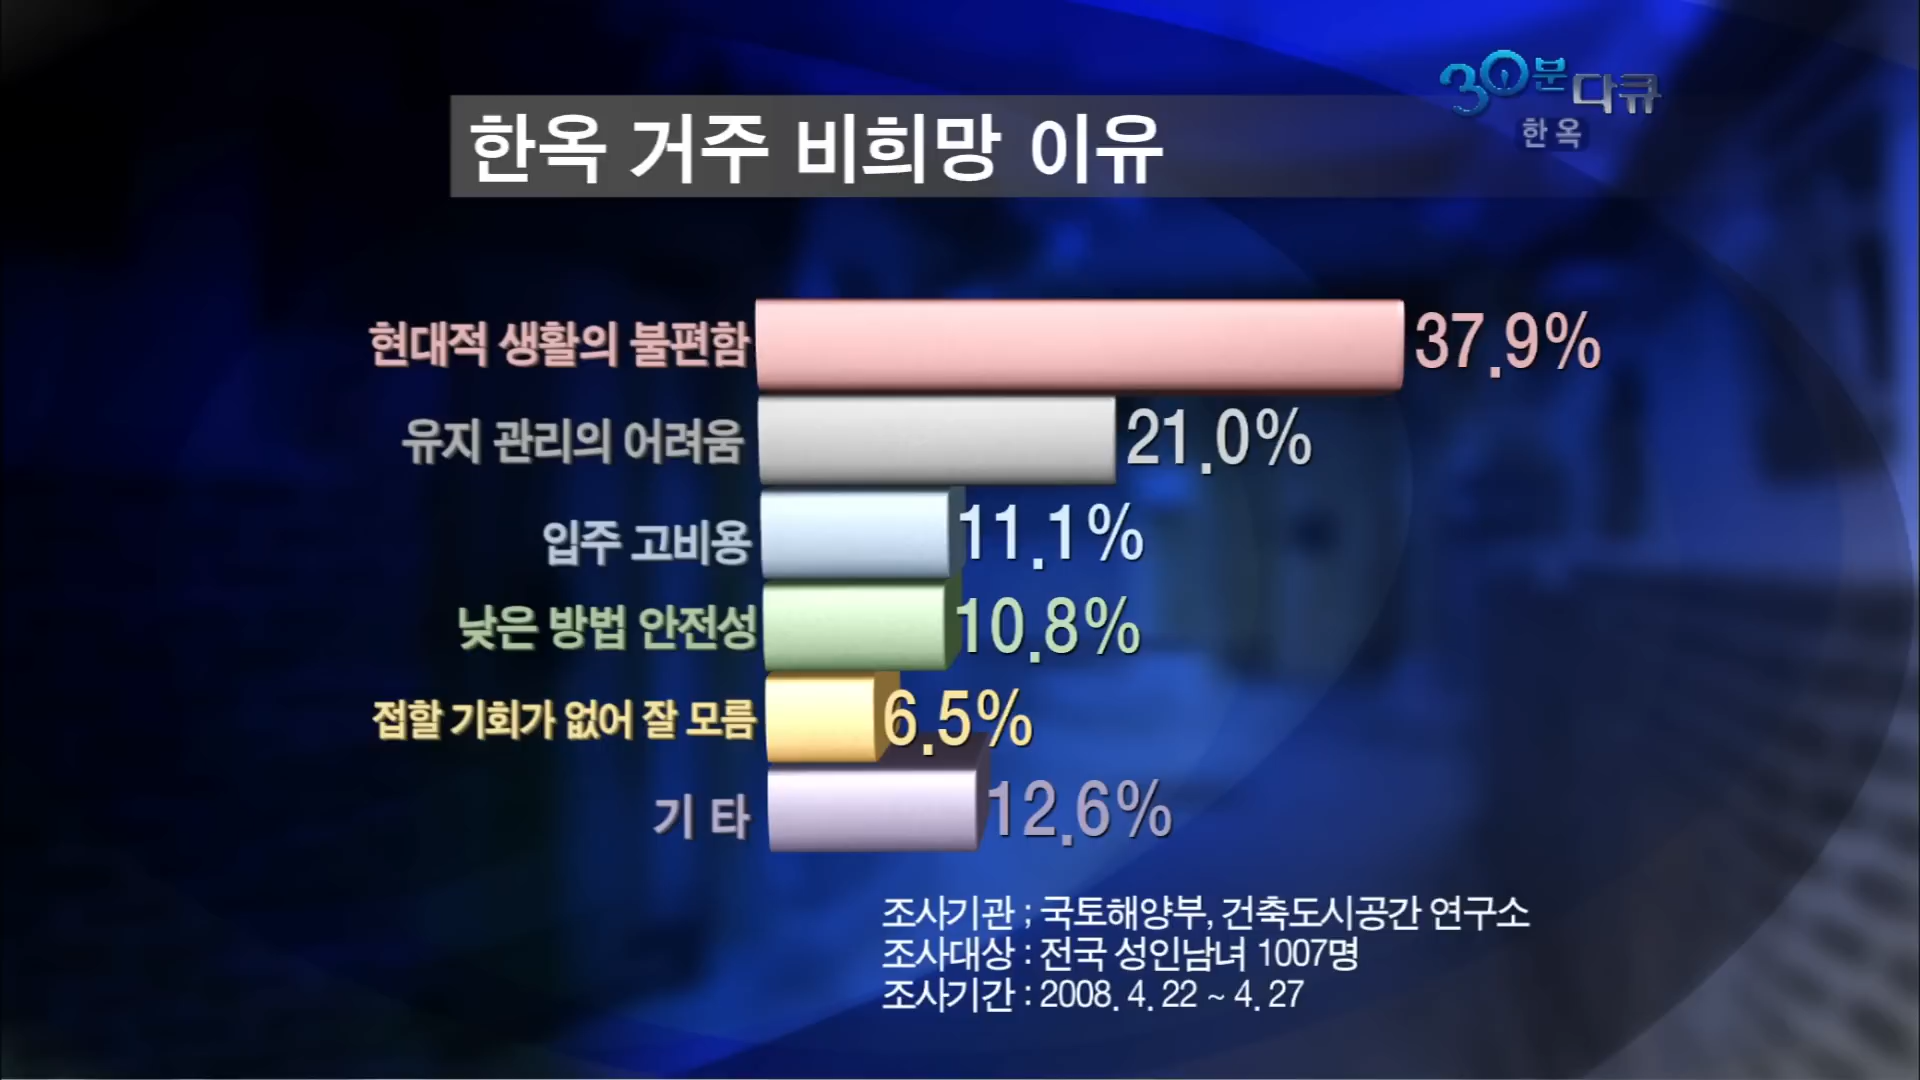 30분 다큐
한옥
한옥 거주 비희망 이유
현대적 생활의 불편함 37.9%
유지 관리의 어려움 21.0%
입주 고비용 11.1%
낮은 방법 안전성 10.8%
접할 기회가 없어 잘 모름 6.5%
기 타 12.6%
조사기관 ; 국토해양부, 건축도시공간 연구소
조사대상 : 전국 성인남녀 1007명
조사기간 : 2008. 4. 22 ~ 4. 27